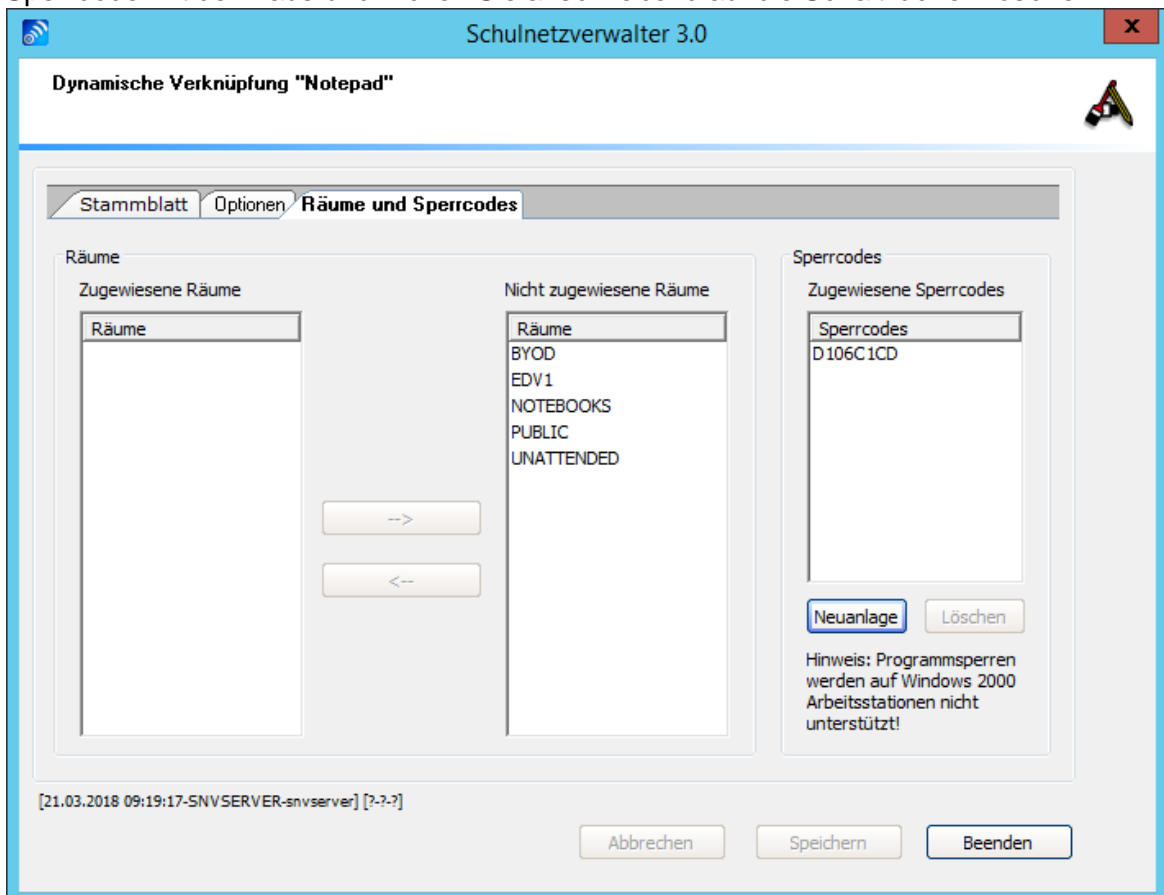 Schulnetzverwalter 3.0
x
Dynamische Verknüpfung "Notepad"
Stammblatt Optionen Räume und Sperrcodes
Räume
Zugewiesene Räume
Räume
-->
<--
Nicht zugewiesene Räume
Räume
BYOD
EDV1
NOTEBOOKS
PUBLIC
UNATTENDED
Sperrcodes
Zugewiesene Sperrcodes
Sperrcodes
D106C1CD
Neuanlage Löschen
Hinweis: Programmsperren
werden auf Windows 2000
Arbeitsstationen nicht
unterstützt!
[21.03.2018 09:19:17-SNVSERVER-snvserver] [?-?-?]
Abbrechen Speichern Beenden